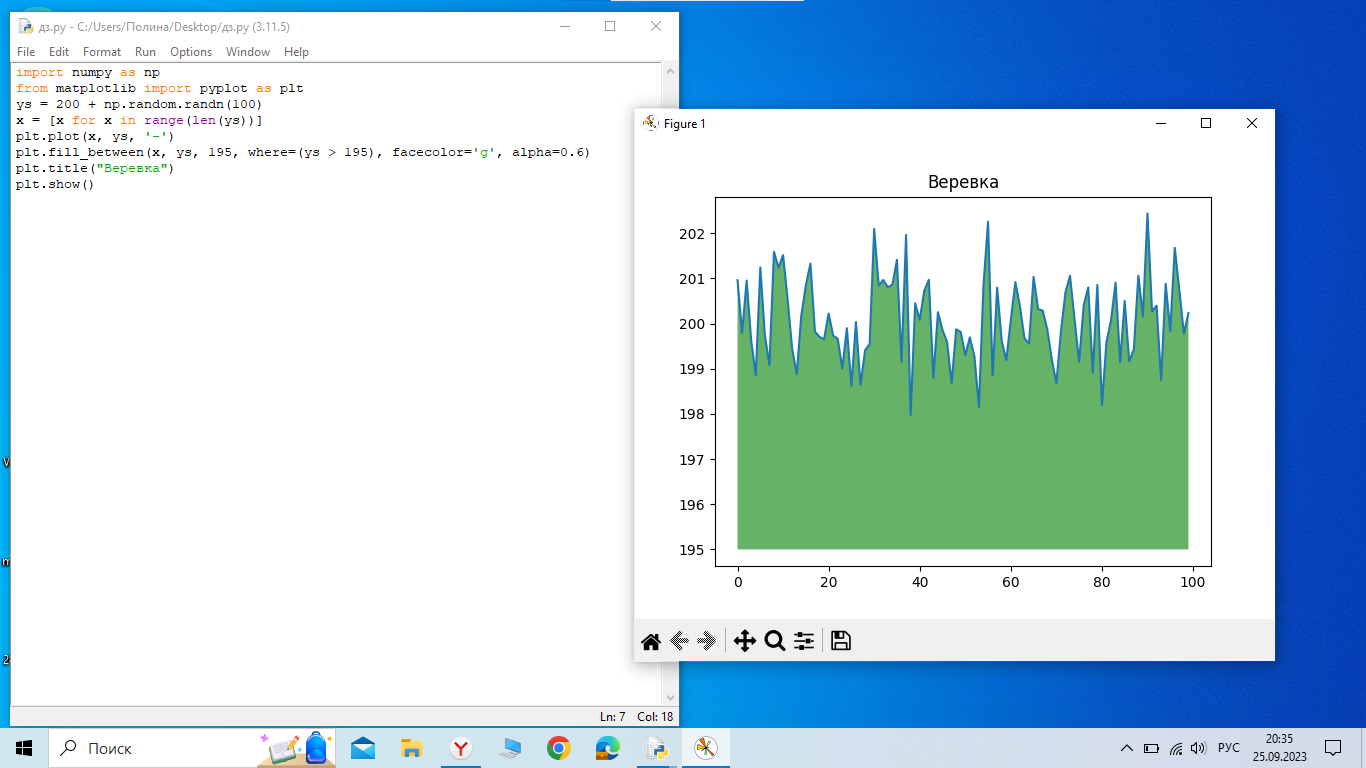 дз.py - C:/Users/Полина/Desktop/дз.py (3.11.5)
File Edit Format Run Options Window Help
import numpy as np
from matplotlib import pyplot as plt
ys = 200 + np.random.randn(100)
x = [x for x in range(len(ys))]
plt.plot(x, ys, '-')
plt.fill_between(x, ys, 195, where=(ys > 195), facecolor='g', alpha=0.6)
plt.title("Веревка")
plt.show()
Ln: 7 Col: 18
Figure 1
Веревка
202
201
200
199
198
197
196
195
0 20 40 60 80 100
Поиск
РУС
20:35
25.09.2023